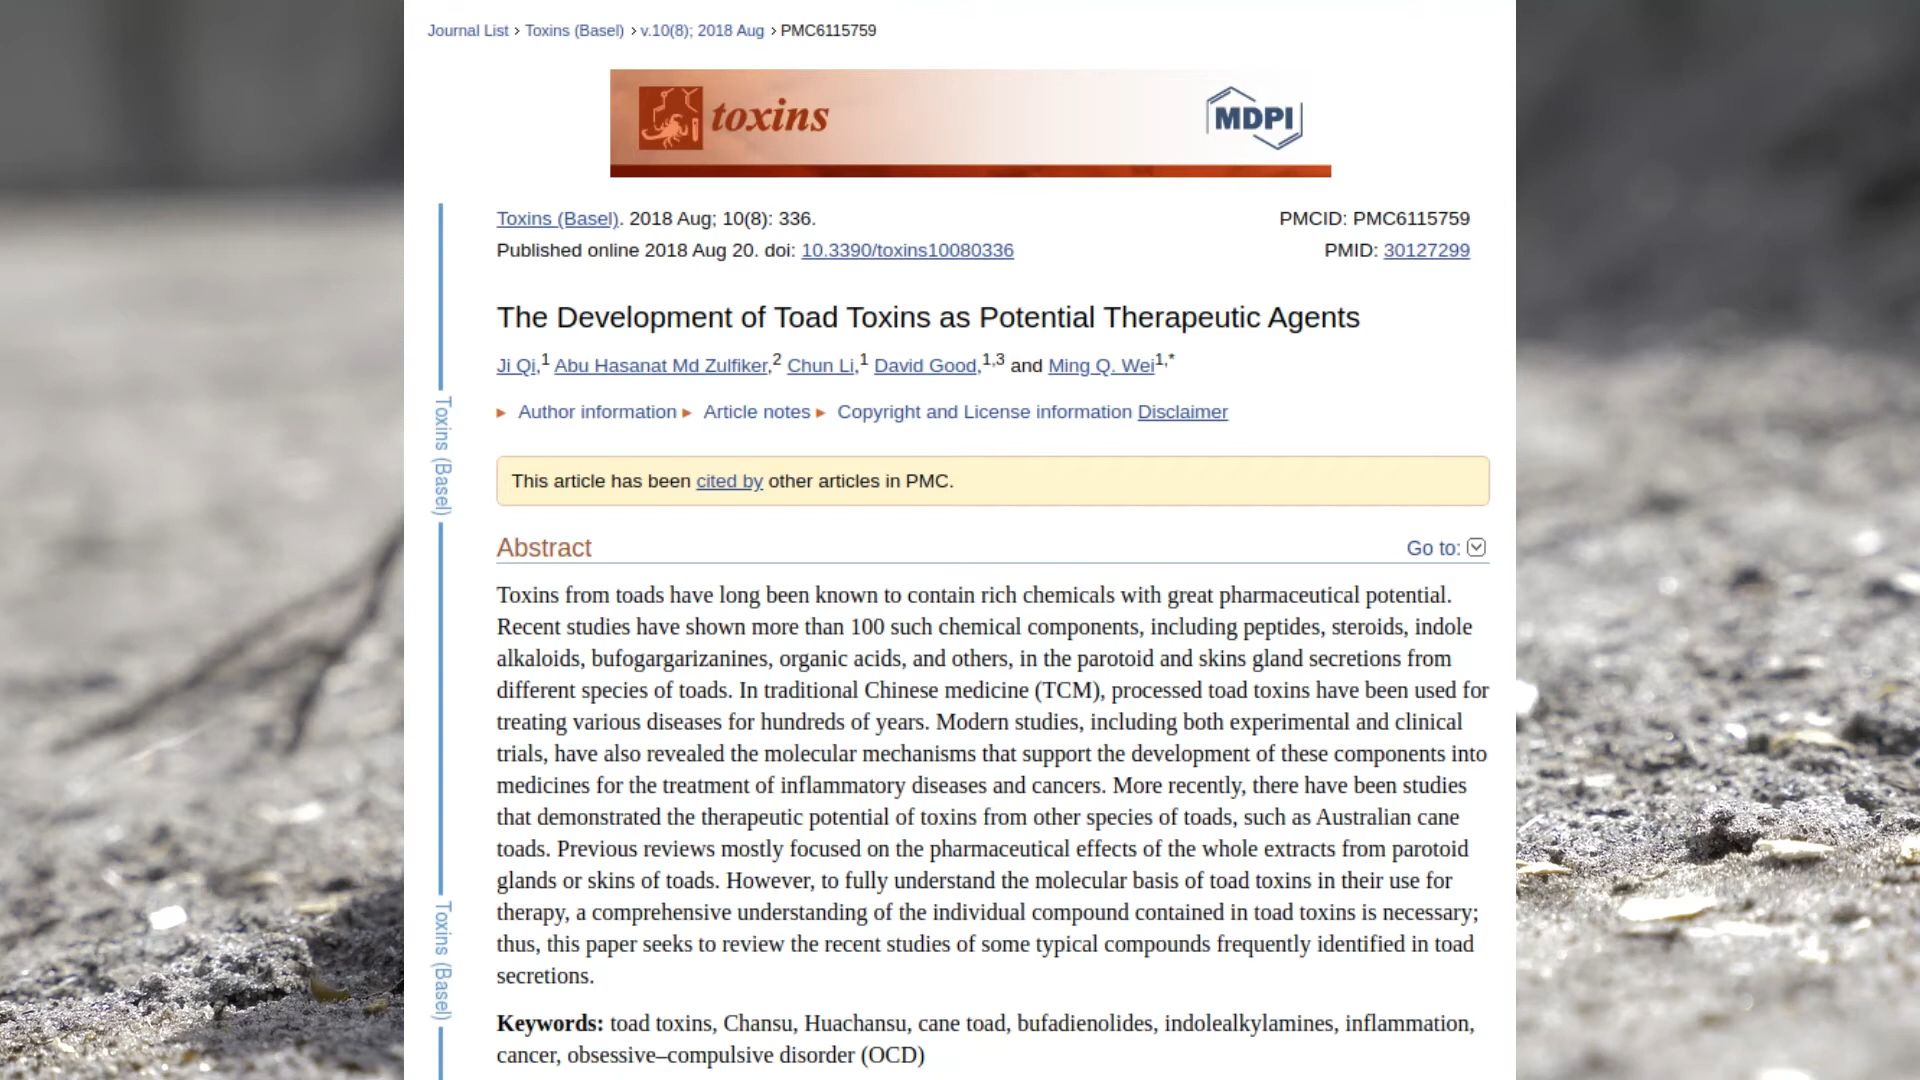 Journal List > Toxins (Basel) > v.10(8); 2018 Aug > PMC6115759
toxins
MDPI
Toxins (Basel). 2018 Aug; 10(8): 336.
PMCID: PMC6115759
Published online 2018 Aug 20. doi: 10.3390/toxins10080336
PMID: 30127299
The Development of Toad Toxins as Potential Therapeutic Agents
Ji Qi,1 Abu Hasanat Md Zulfiker,2 Chun Li,1 David Good,1,3 and Ming Q. Wei1,*
► Author information ► Article notes ► Copyright and License information Disclaimer
This article has been cited by other articles in PMC.
Abstract
Go to:
Toxins from toads have long been known to contain rich chemicals with great pharmaceutical potential.
Recent studies have shown more than 100 such chemical components, including peptides, steroids, indole
alkaloids, bufogargarizanines, organic acids, and others, in the parotoid and skins gland secretions from
different species of toads. In traditional Chinese medicine (TCM), processed toad toxins have been used for
treating various diseases for hundreds of years. Modern studies, including both experimental and clinical
trials, have also revealed the molecular mechanisms that support the development of these components into
medicines for the treatment of inflammatory diseases and cancers. More recently, there have been studies
that demonstrated the therapeutic potential of toxins from other species of toads, such as Australian cane
toads. Previous reviews mostly focused on the pharmaceutical effects of the whole extracts from parotoid
glands or skins of toads. However, to fully understand the molecular basis of toad toxins in their use for
therapy, a comprehensive understanding of the individual compound contained in toad toxins is necessary;
thus, this paper seeks to review the recent studies of some typical compounds frequently identified in toad
secretions.
Keywords: toad toxins, Chansu, Huachansu, cane toad, bufadienolides, indolealkylamines, inflammation,
cancer, obsessive–compulsive disorder (OCD)
Toxins (Basel)
Toxins (Basel)